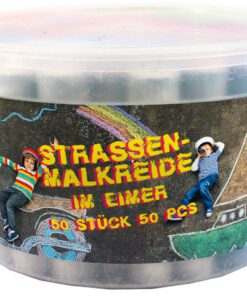 STRASSEN-
MALKREIDE
IM EIMER
50 STÜCK 50 PCS